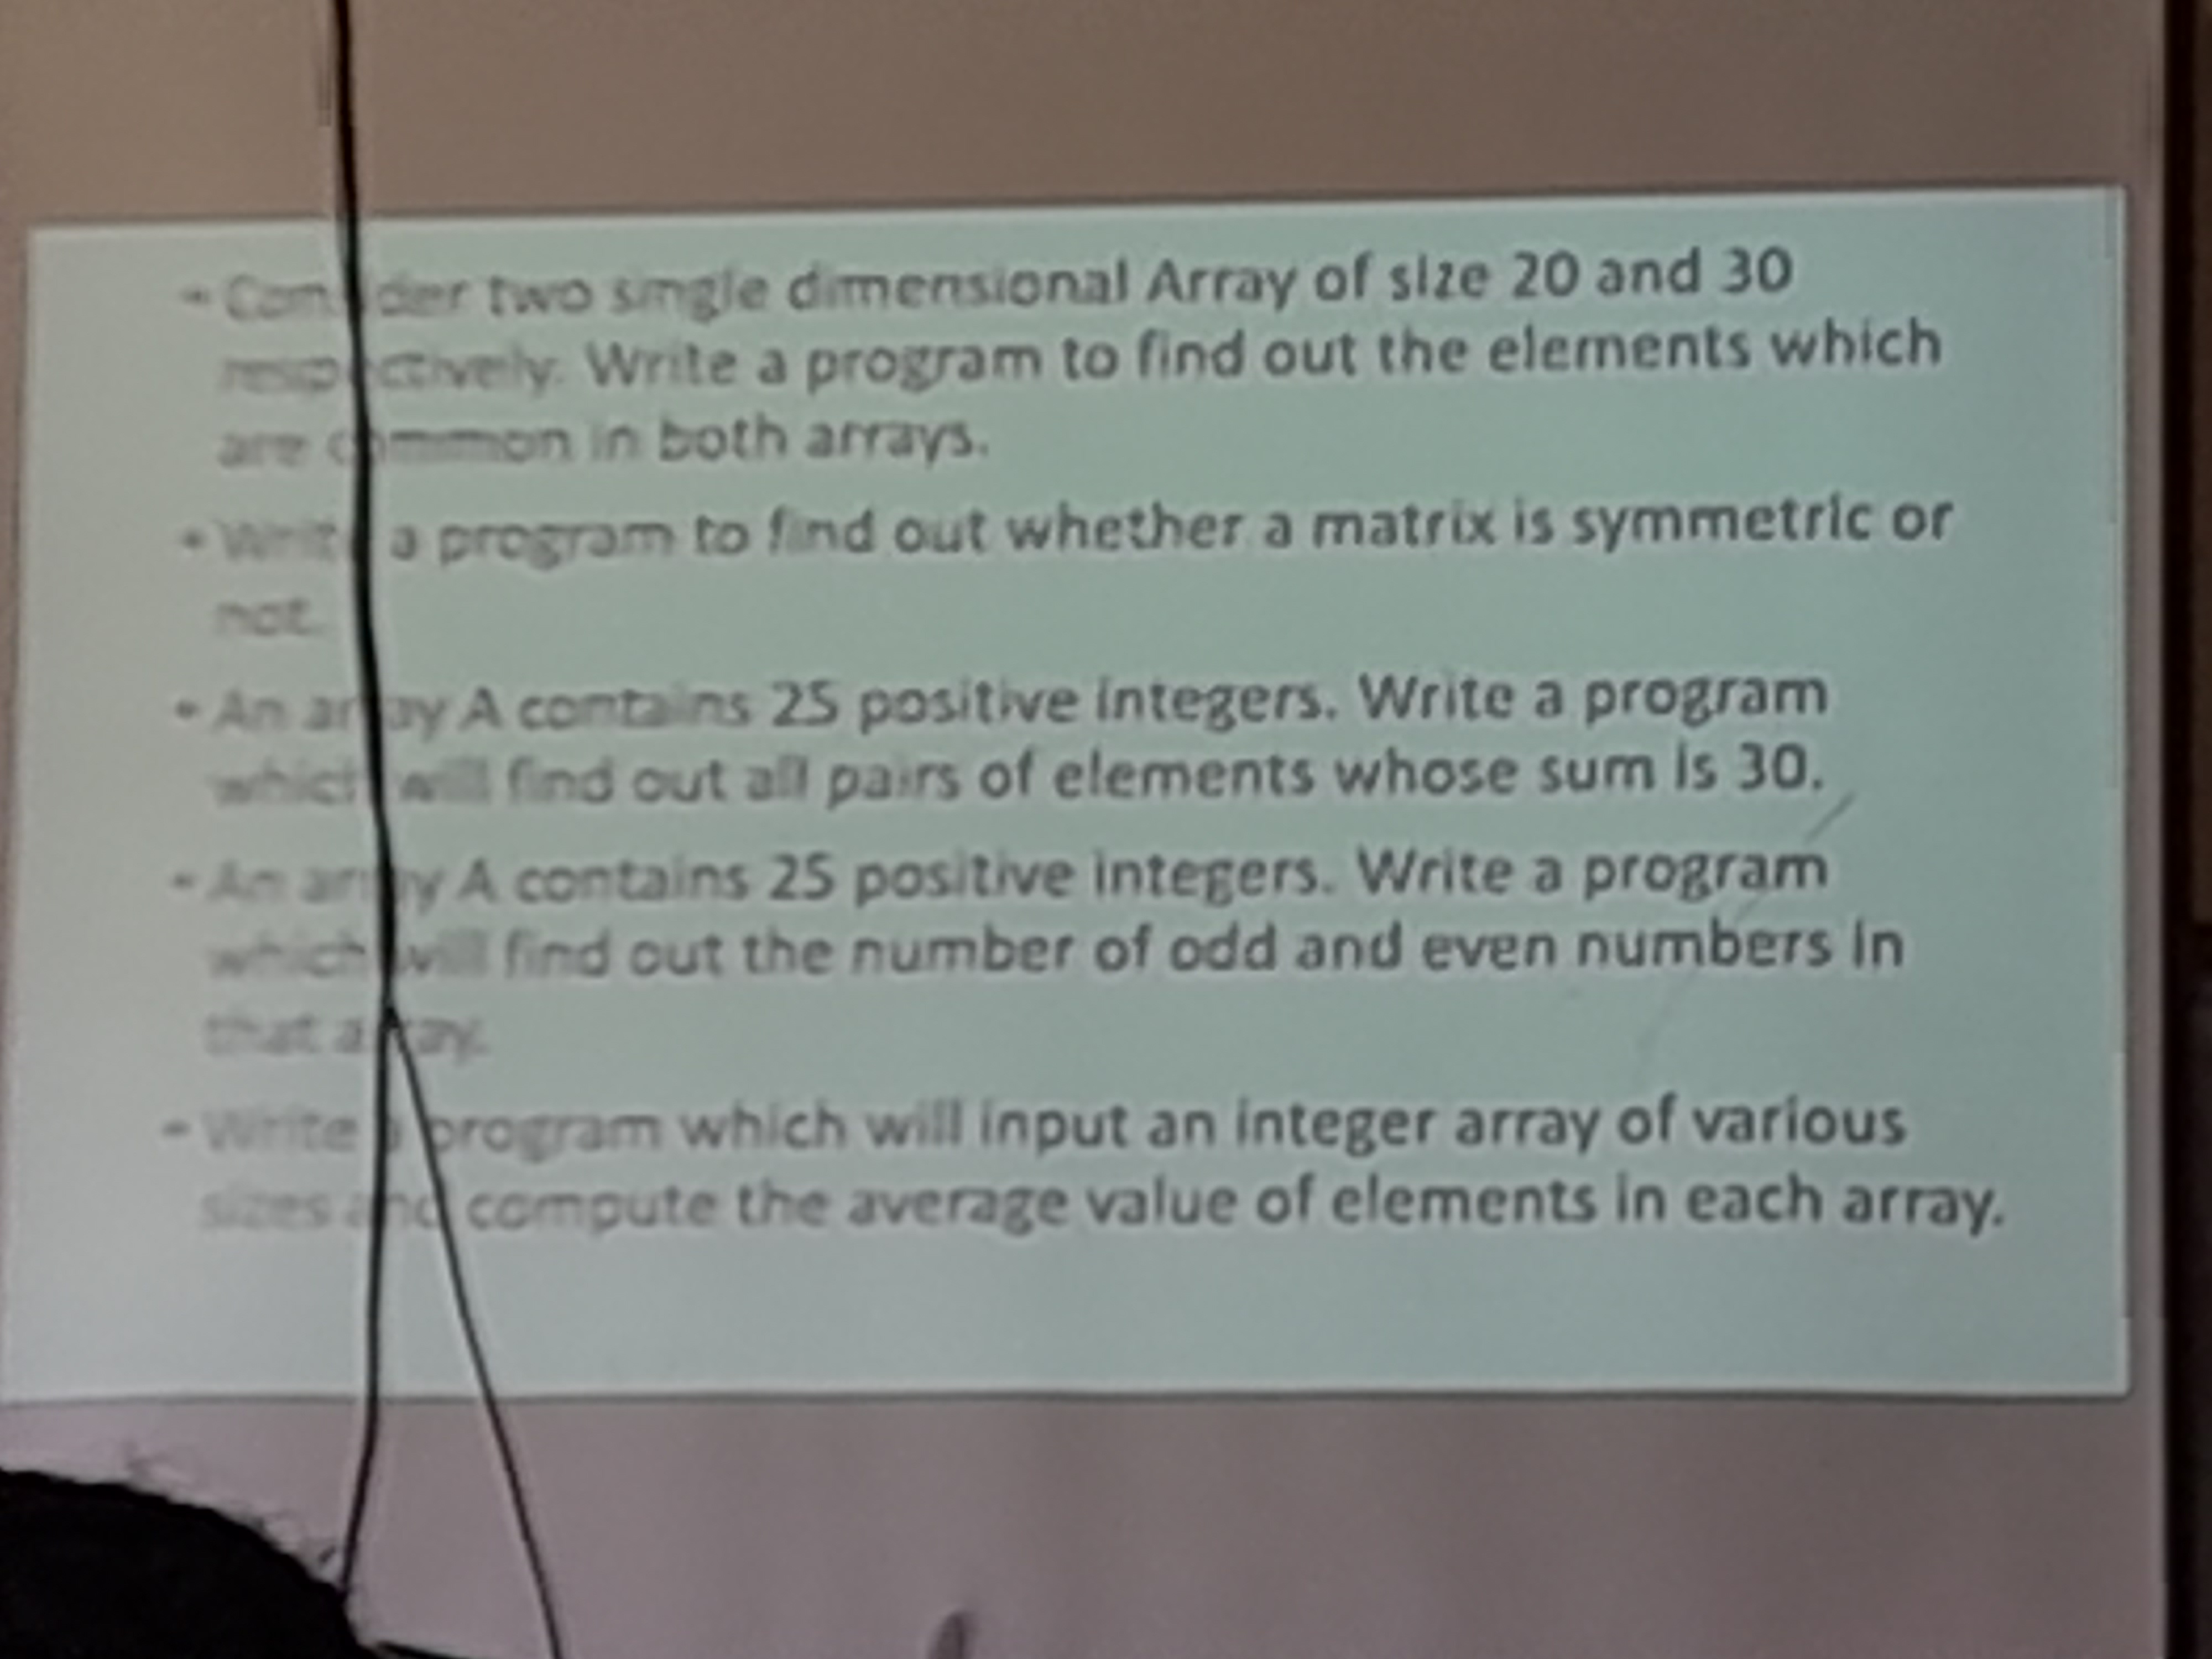 • Consider two single dimensional Array of size 20 and 30
respectively. Write a program to find out the elements which
are common in both arrays.
• Write a program to find out whether a matrix is symmetric or
not.
• An array A contains 25 positive integers. Write a program
which will find out all pairs of elements whose sum is 30.
• An array A contains 25 positive integers. Write a program
which will find out the number of odd and even numbers in
that array.
• Write a program which will input an integer array of various
sizes and compute the average value of elements in each array.